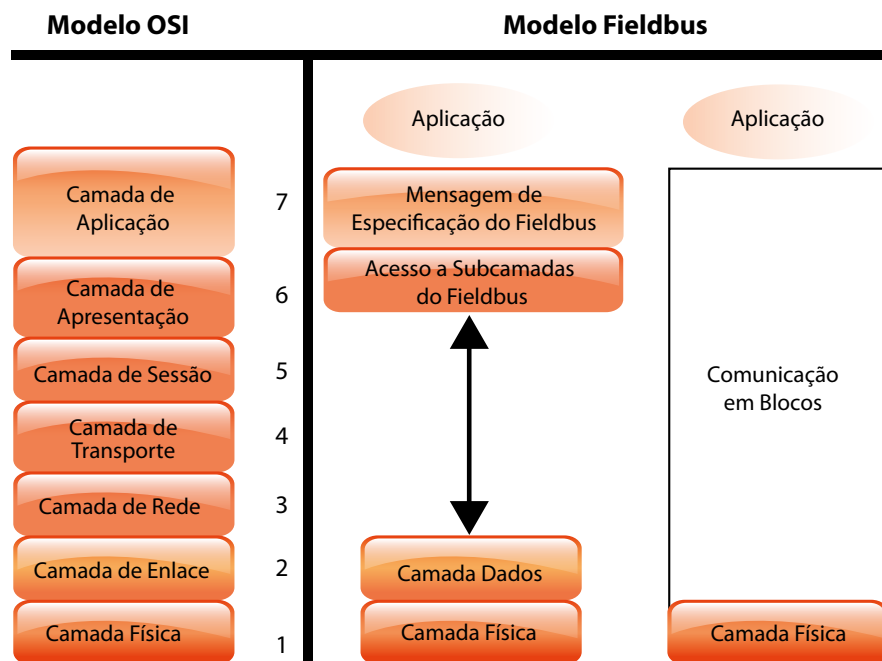 Modelo OSI
Modelo Fieldbus
Aplicação
Aplicação
Camada de
Aplicação
7
Mensagem de
Especificação do Fieldbus
Camada de
Apresentação
6
Acesso a Subcamadas
do Fieldbus
Camada de Sessão
5
Comunicação
em Blocos
Camada de
Transporte
4
Camada de Rede
3
Camada de Enlace
2
Camada Dados
Camada Física
1
Camada Física
Camada Física